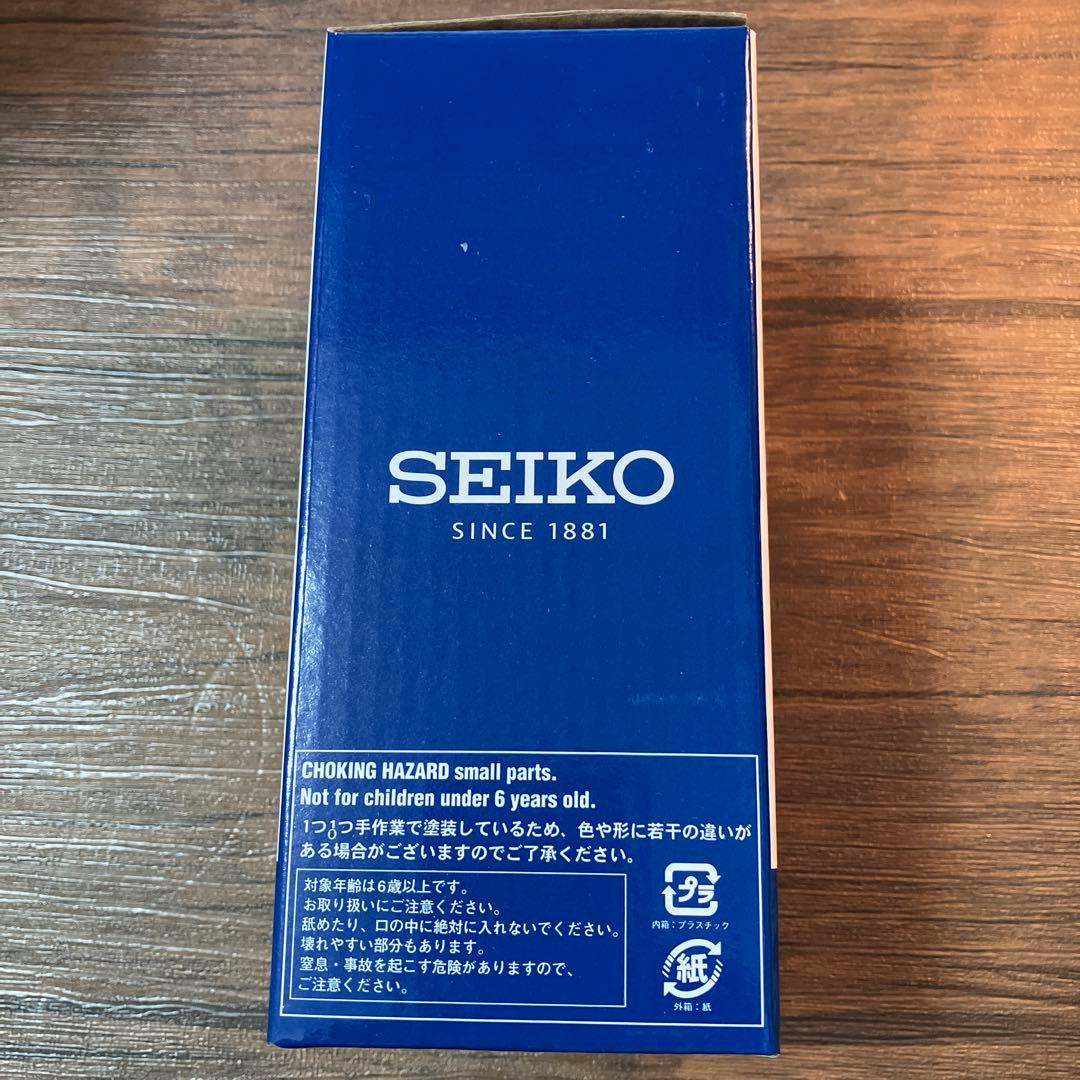 SEIKO
SINCE 1881
CHOKING HAZARD small parts.
Not for children under 6 years old.
1つ1つ手作業で塗装しているため、色や形に若干の違いが
ある場合がございますのでご了承ください。
対象年齢は6歳以上です。
お取り扱いにご注意ください。
舐めたり、口の中に絶対に入れないでください。
壊れやすい部分もあります。
窒息・事故を起こす危険がありますので、
ご注意ください。
プラ
内箱：プラスチック
紙
外箱：紙